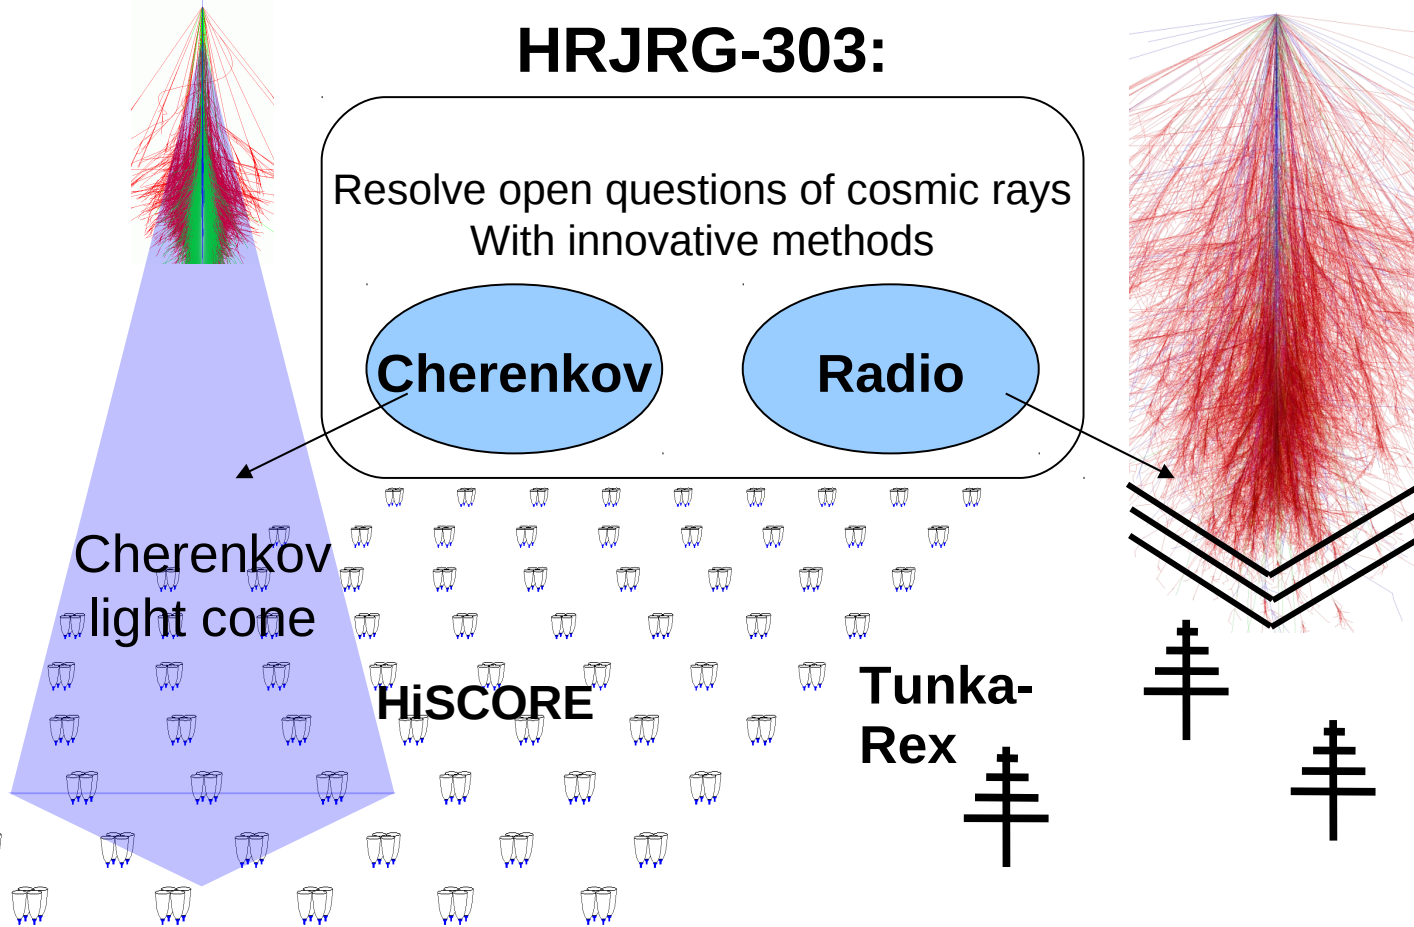 HRJRG-303:
Resolve open questions of cosmic rays
With innovative methods
Cherenkov
Radio
Cherenkov
light cone
HiSCORE
Tunka-
Rex